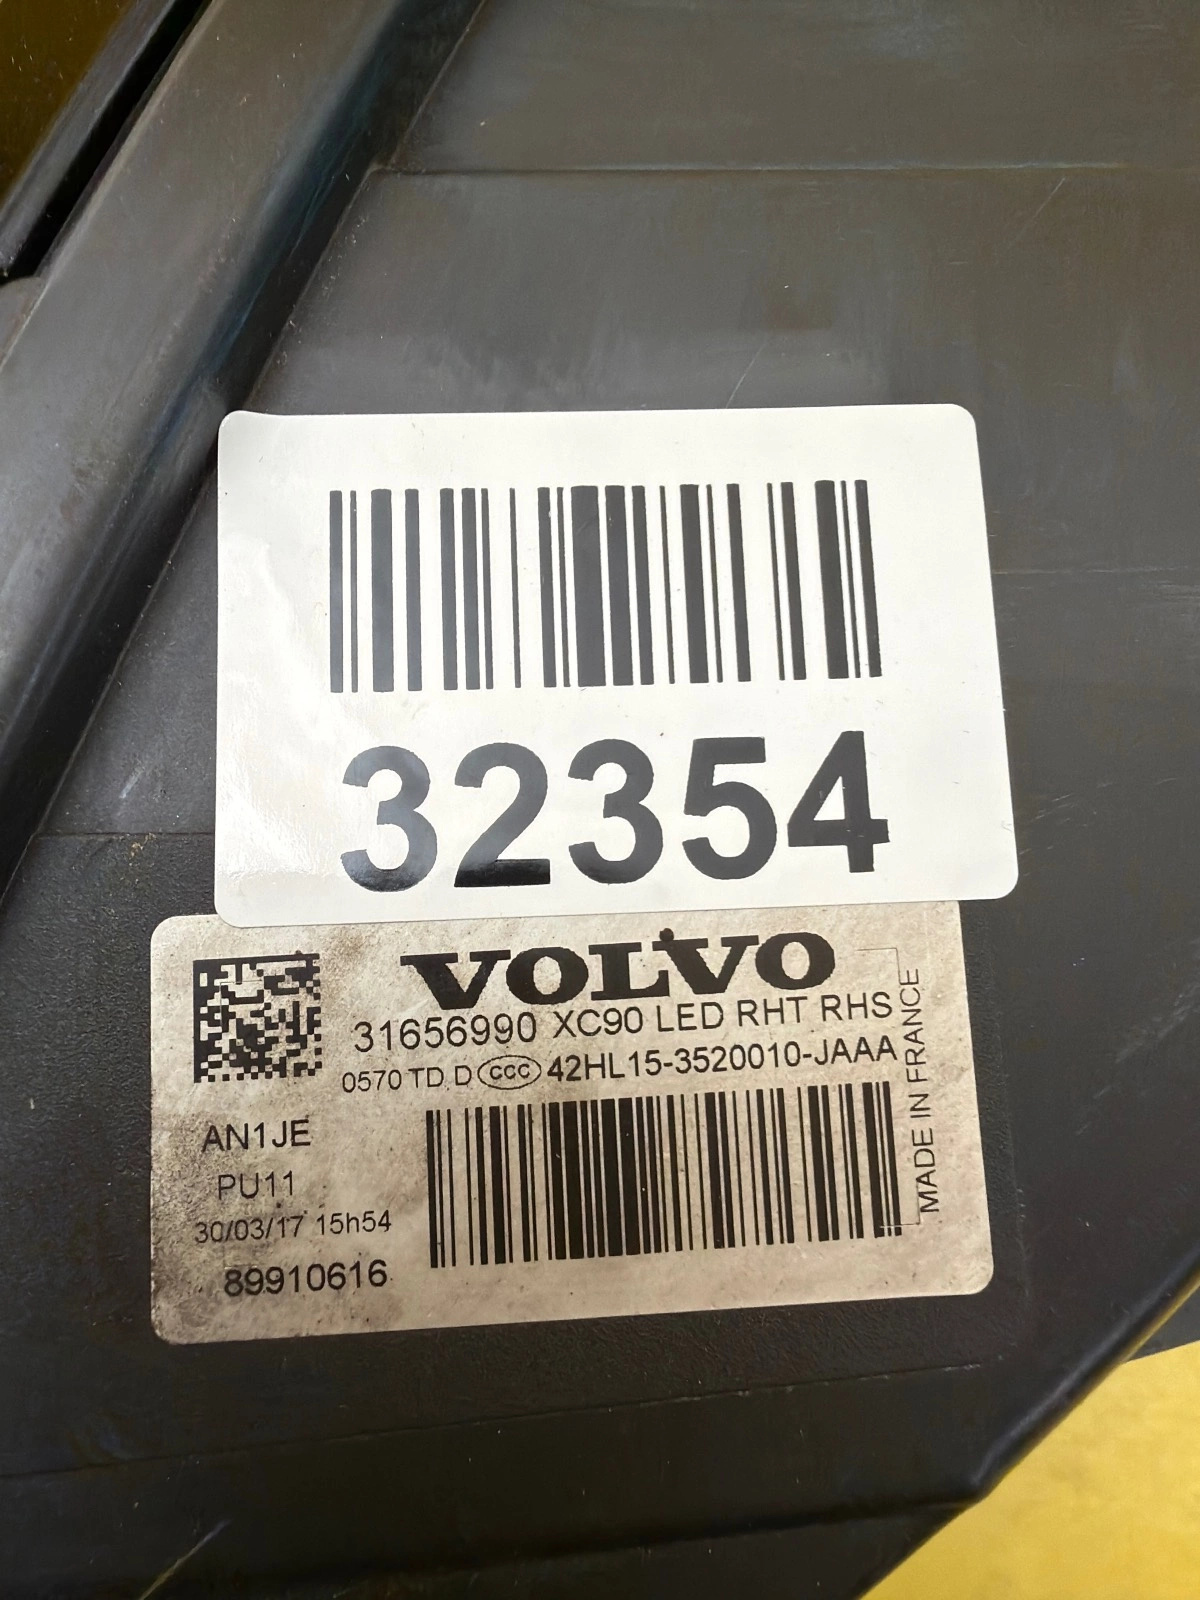 32354
VOLVO
31656990 XC90 LED RHT RHS
0570 TD, D CCC 42HL15-3520010-JAAA
AN1JE
PU11
30/03/17 15h54
89910616
MADE IN FRANCE